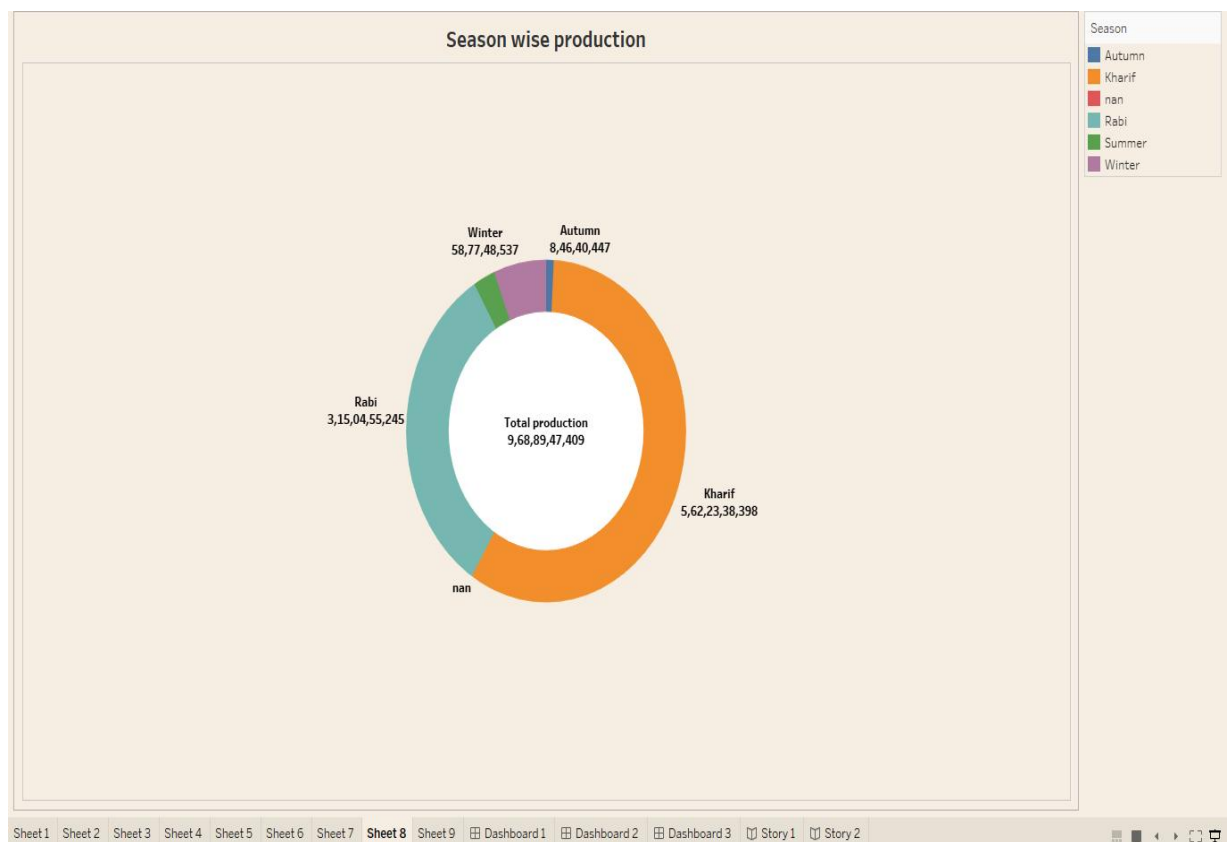 Season wise production
Season
Autumn
Kharif
nan
Rabi
Summer
Winter
Winter
58,77,48,537
Autumn
8,46,40,447
Rabi
3,15,04,55,245
Total production
9,68,89,47,409
Kharif
5,62,23,38,398
nan
Sheet 1 Sheet 2 Sheet 3 Sheet 4 Sheet 5 Sheet 6 Sheet 7 Sheet 8 Sheet 9 Dashboard 1 Dashboard 2 Dashboard 3 Story 1 Story 2